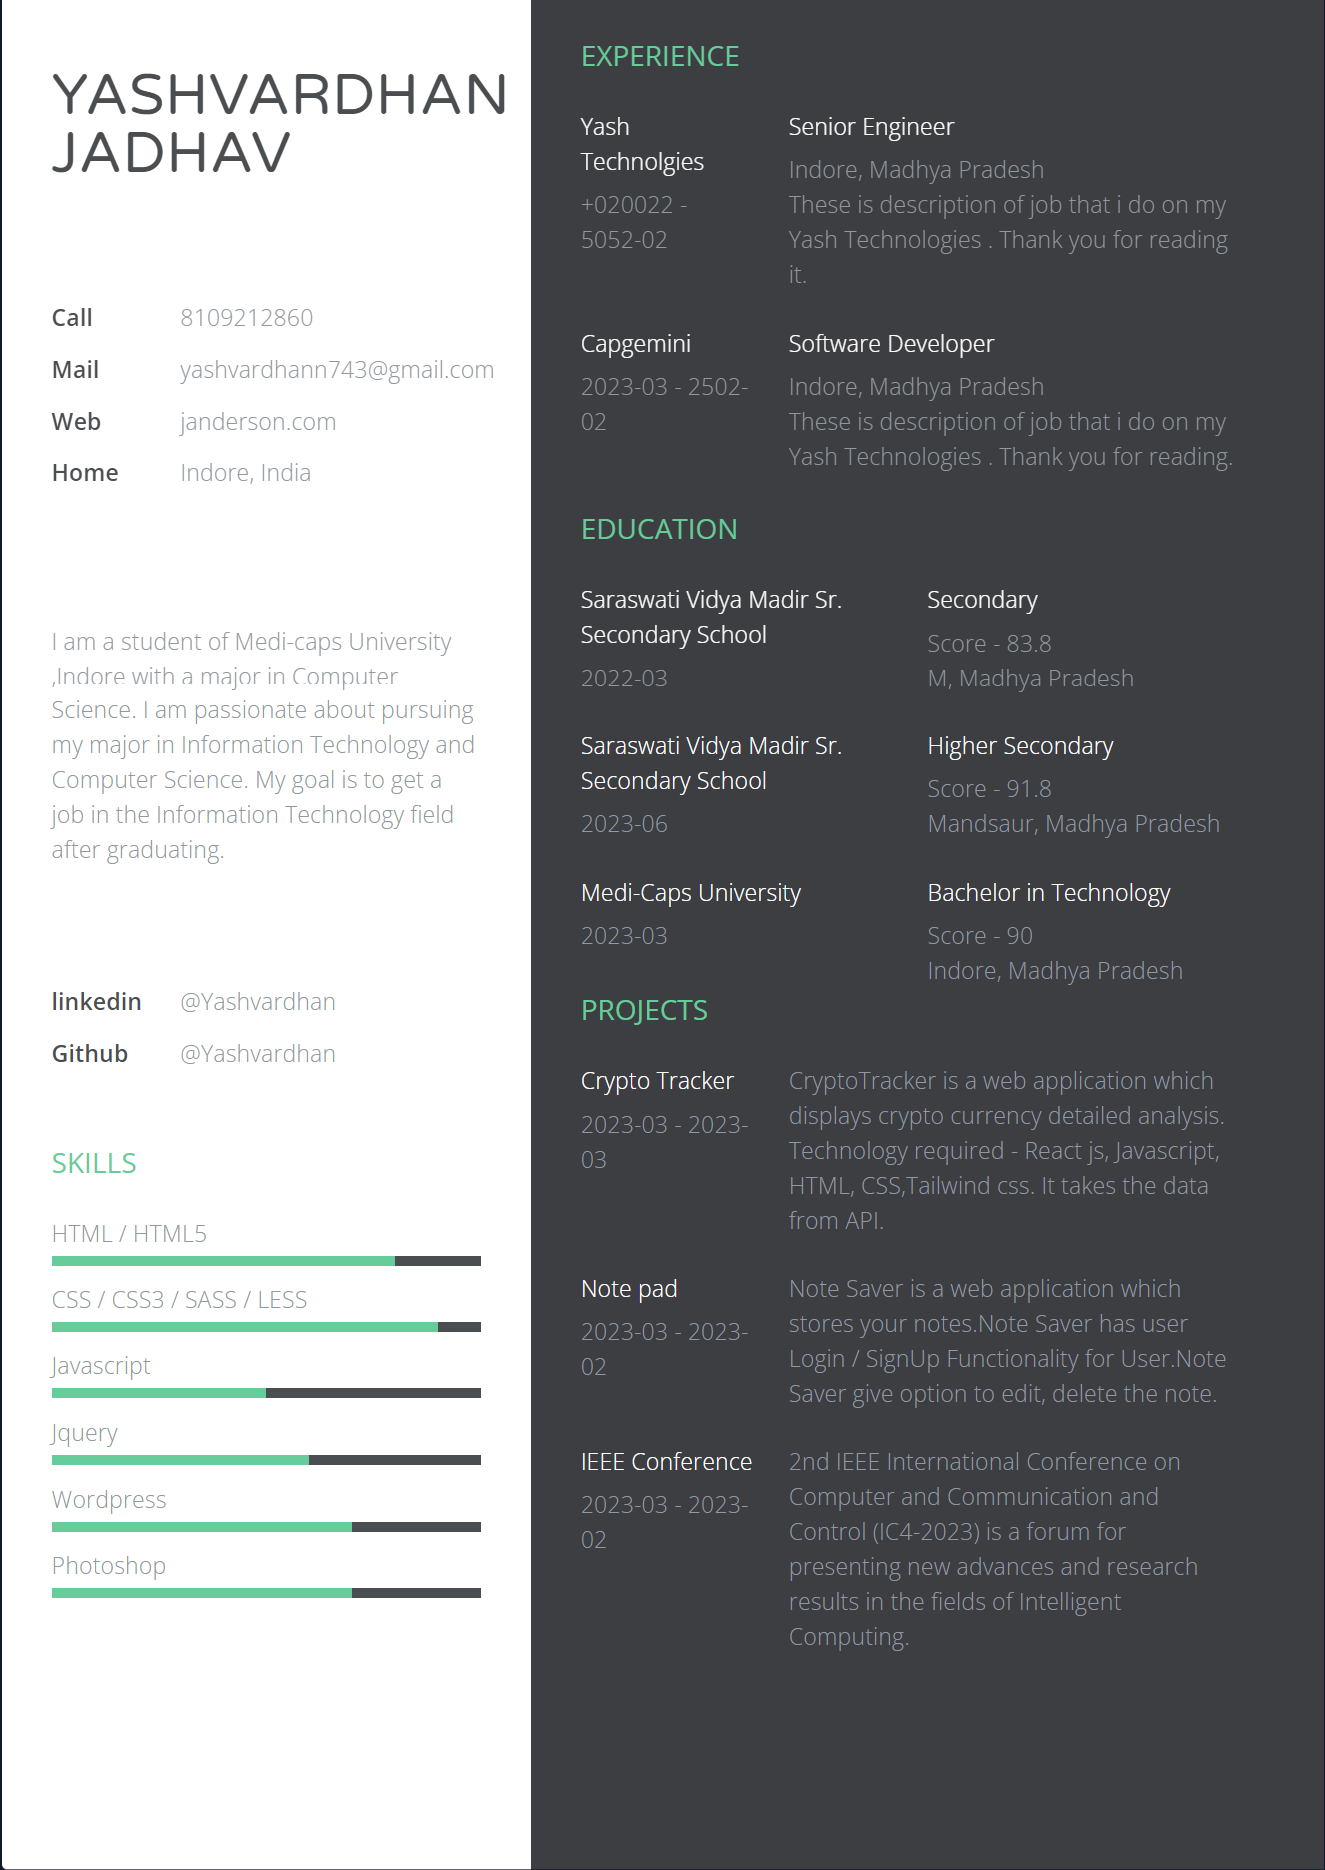 YASHVARDHAN
JADHAV
Call 8109212860
Mail yashvardhann743@gmail.com
Web janderson.com
Home Indore, India
I am a student of Medi-caps University
,Indore with a major in Computer
Science. I am passionate about pursuing
my major in Information Technology and
Computer Science. My goal is to get a
job in the Information Technology field
after graduating.
linkedin @Yashvardhan
Github @Yashvardhan
SKILLS
HTML / HTML5
CSS / CSS3 / SASS / LESS
Javascript
Jquery
Wordpress
Photoshop
EXPERIENCE
Yash
Technolgies
+020022 -
5052-02
Senior Engineer
Indore, Madhya Pradesh
These is description of job that i do on my
Yash Technologies . Thank you for reading
it.
Capgemini
2023-03 - 2502-
02
Software Developer
Indore, Madhya Pradesh
These is description of job that i do on my
Yash Technologies . Thank you for reading.
EDUCATION
Saraswati Vidya Madir Sr.
Secondary School
2022-03
Secondary
Score - 83.8
M, Madhya Pradesh
Saraswati Vidya Madir Sr.
Secondary School
2023-06
Higher Secondary
Score - 91.8
Mandsaur, Madhya Pradesh
Medi-Caps University
2023-03
Bachelor in Technology
Score - 90
Indore, Madhya Pradesh
PROJECTS
Crypto Tracker
2023-03 - 2023-
03
CryptoTracker is a web application which
displays crypto currency detailed analysis.
Technology required - React js, Javascript,
HTML, CSS,Tailwind css. It takes the data
from API.
Note pad
2023-03 - 2023-
02
Note Saver is a web application which
stores your notes.Note Saver has user
Login / SignUp Functionality for User.Note
Saver give option to edit, delete the note.
IEEE Conference
2023-03 - 2023-
02
2nd IEEE International Conference on
Computer and Communication and
Control (IC4-2023) is a forum for
presenting new advances and research
results in the fields of Intelligent
Computing.